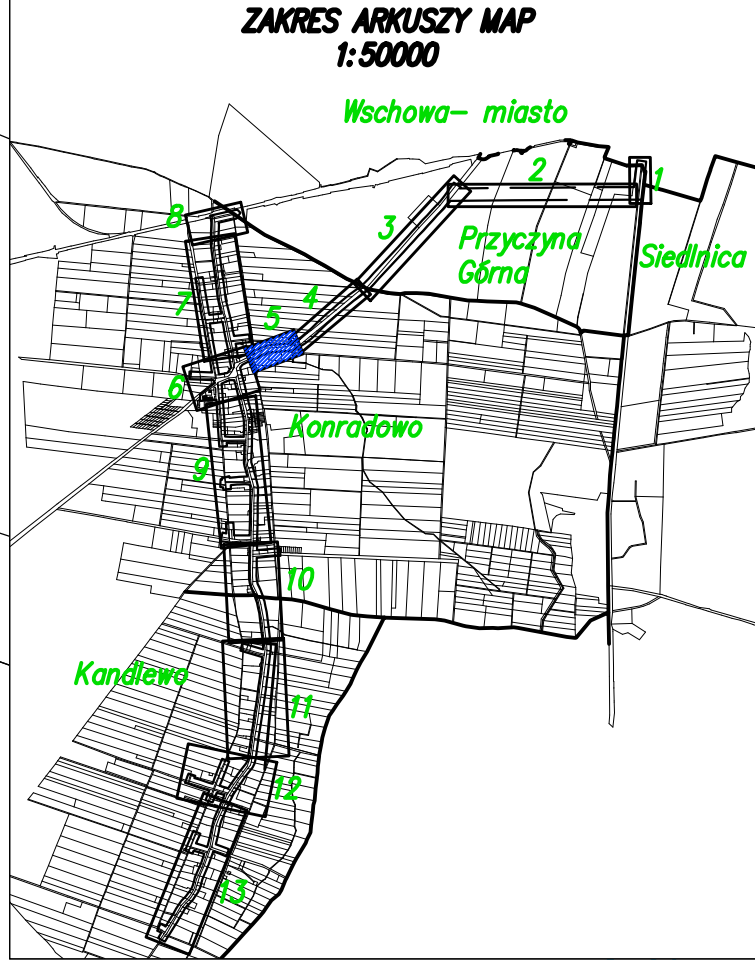 ZAKRES ARKUSZY MAP
1:50000
Wschowa- miasto
2
1
8
3
Przyczyna
Górna
Siedlnica
7
4
5
6
Konradowo
9
10
Kandlewo
11
12
13